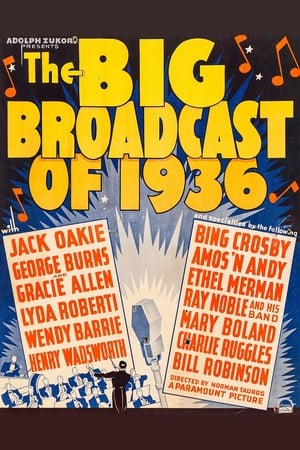 ADOLPH ZUKOR
PRESENTS
The BIG
BROADCAST
OF 1936
with
JACK OAKIE
GEORGE BURNS
AND
GRACIE ALLEN
LYDA ROBERTI
WENDY BARRIE
HENRY WADSWORTH
and specialties by the following
BING CROSBY
AMOS 'N ANDY
ETHEL MERMAN
RAY NOBLE AND HIS BAND
MARY BOLAND
CHARLIE RUGGLES
BILL ROBINSON
DIRECTED BY NORMAN TAUROG
A PARAMOUNT PICTURE